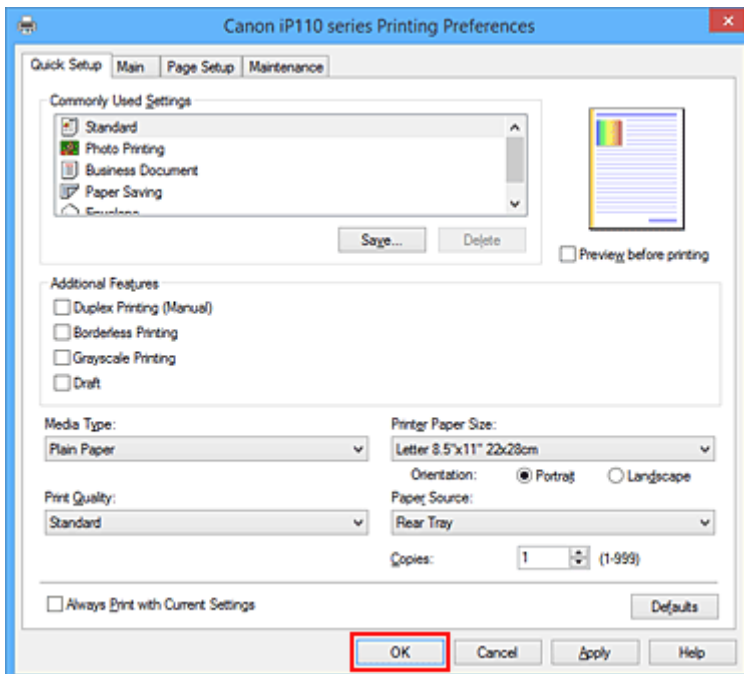 Canon iP110 series Printing Preferences
Quick Setup Main Page Setup Maintenance
Commonly Used Settings
Standard
Photo Printing
Business Document
Paper Saving
Envelope
Save... Delete
Preview before printing
Additional Features
Duplex Printing (Manual)
Borderless Printing
Grayscale Printing
Draft
Media Type: Printer Paper Size:
Plain Paper Letter 8.5"x11" 22x28cm
Orientation: Portrait Landscape
Print Quality: Paper Source:
Standard Rear Tray
Copies: 1 (1-999)
Always Print with Current Settings Defaults
OK Cancel Apply Help